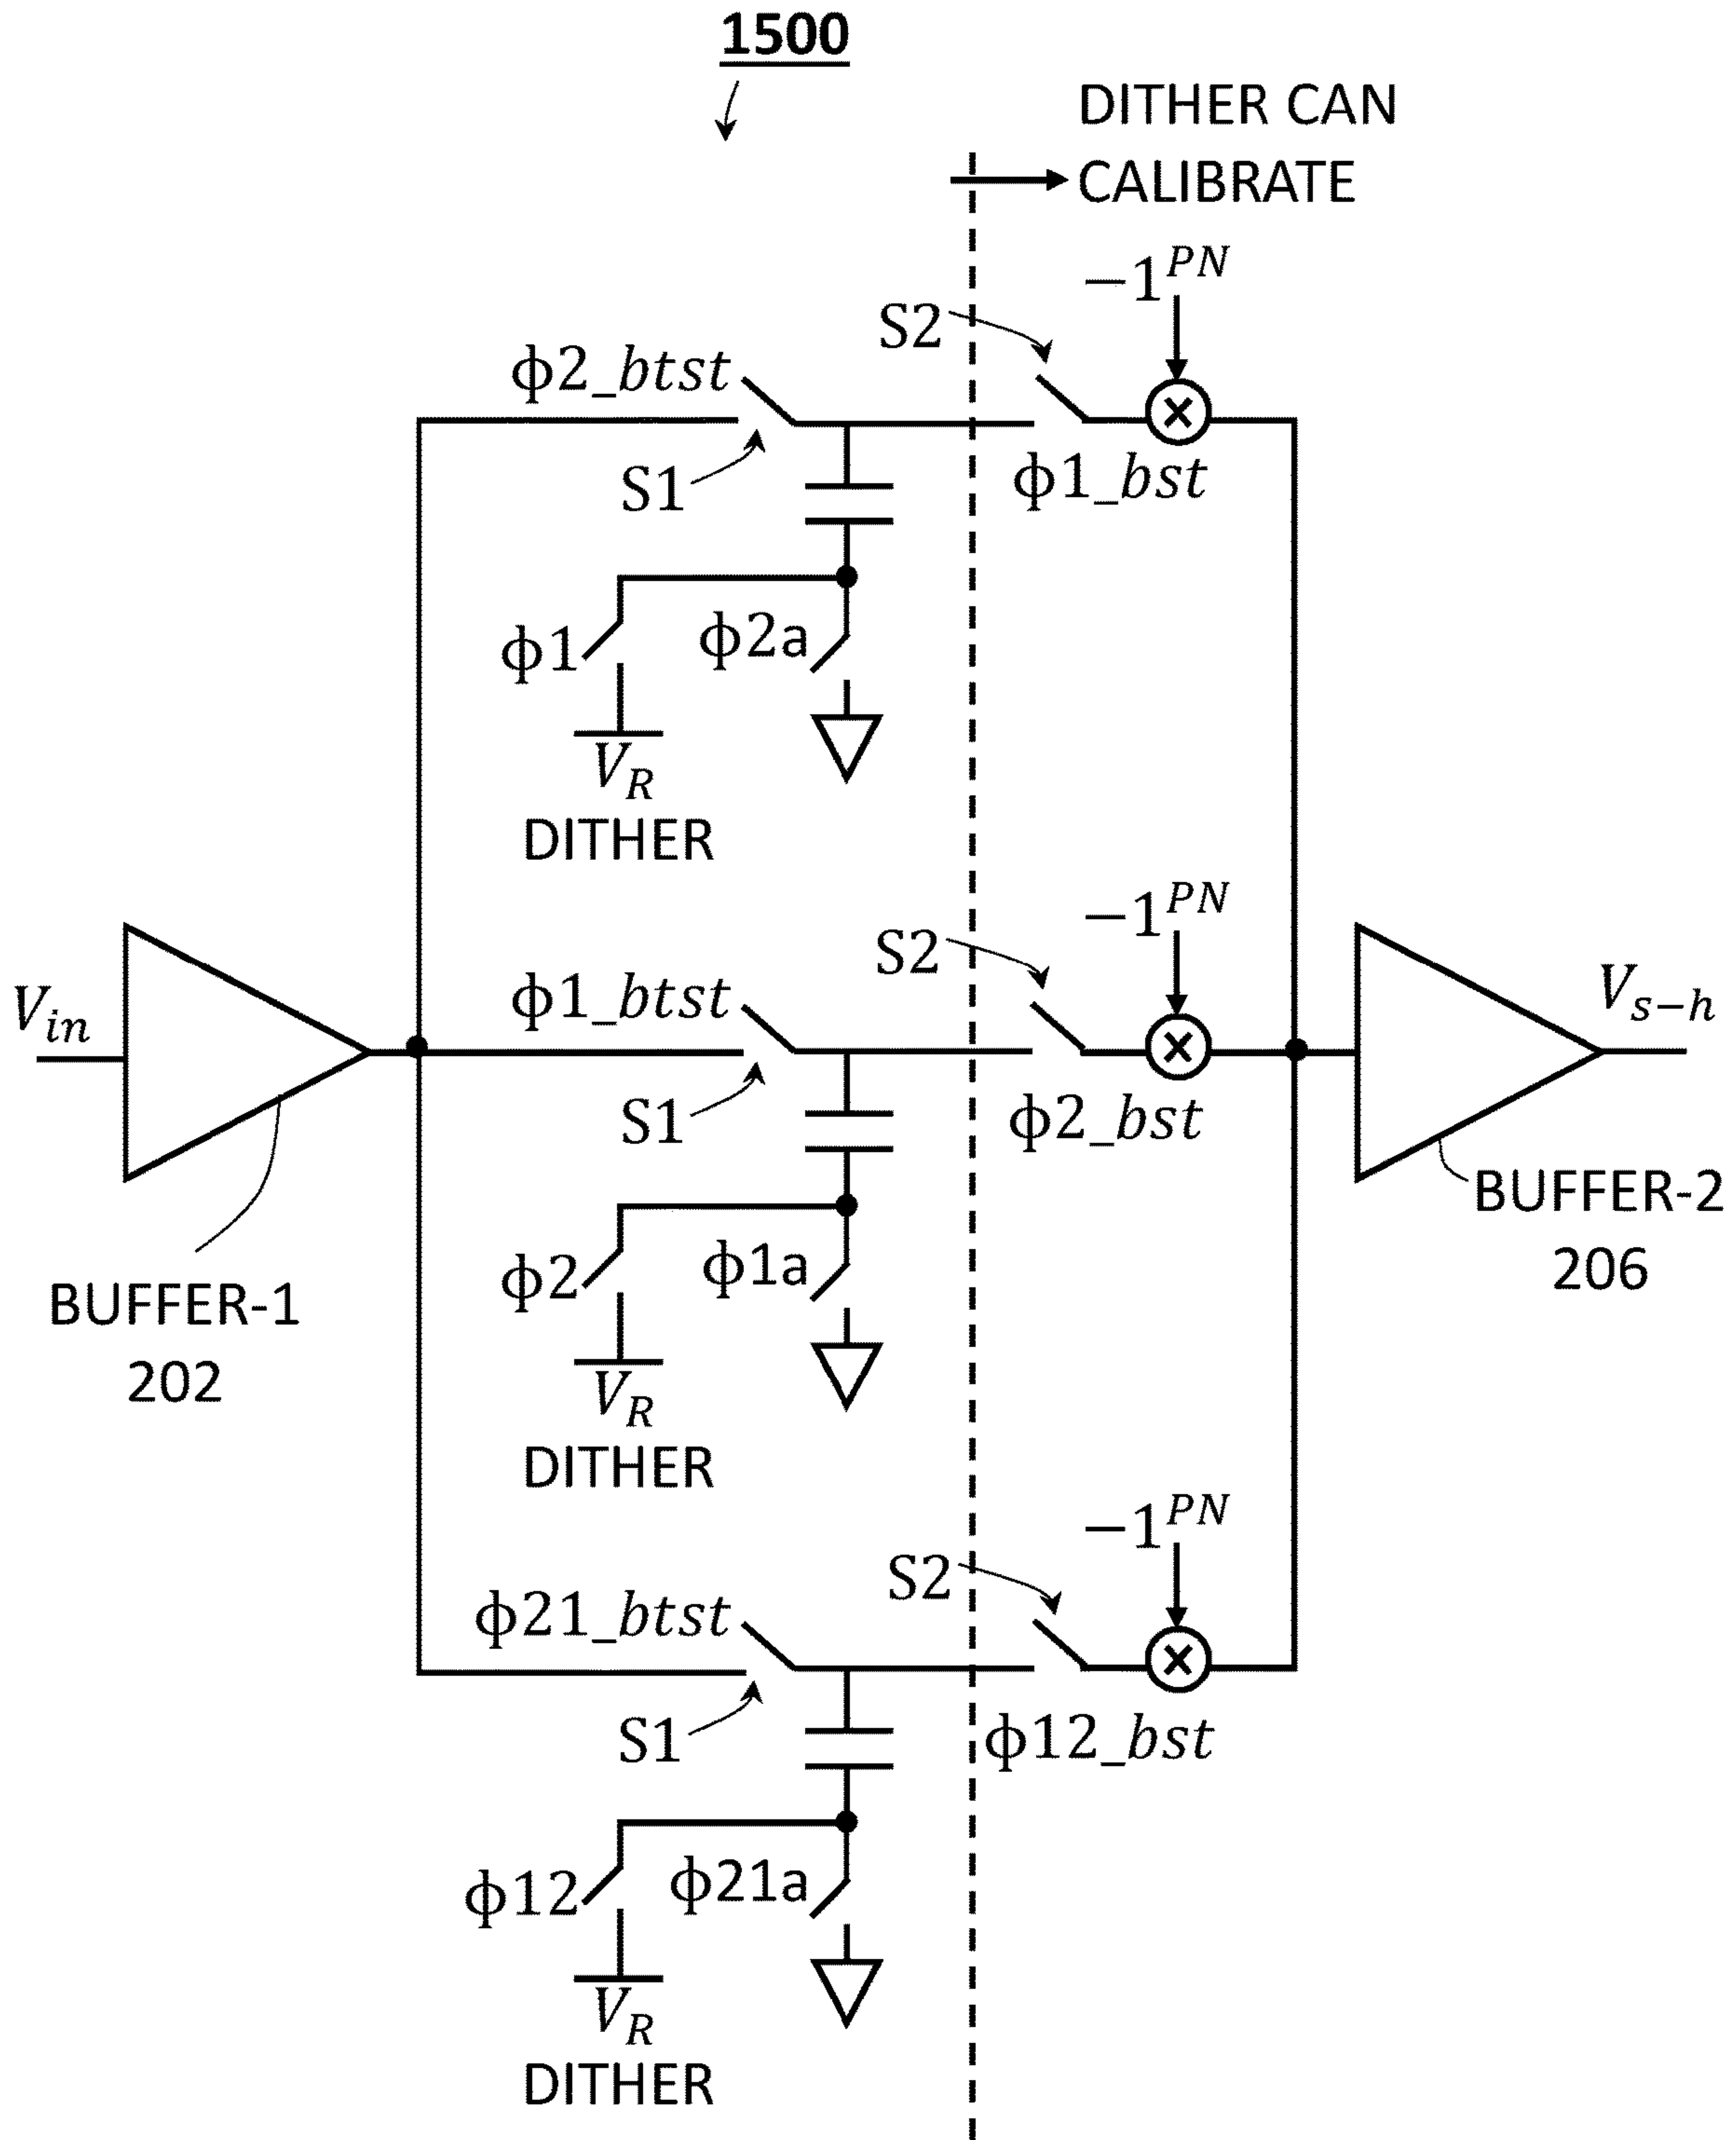 1500
DITHER CAN
CALIBRATE
−1^PN
S2
ϕ2_btst
S1
ϕ1_bst
ϕ1
ϕ2a
V_R
DITHER
−1^PN
S2
V_in
ϕ1_btst
V_s−h
S1
ϕ2_bst
BUFFER-2
206
ϕ2
ϕ1a
BUFFER-1
202
V_R
DITHER
−1^PN
S2
ϕ21_btst
S1
ϕ12_bst
ϕ12
ϕ21a
V_R
DITHER